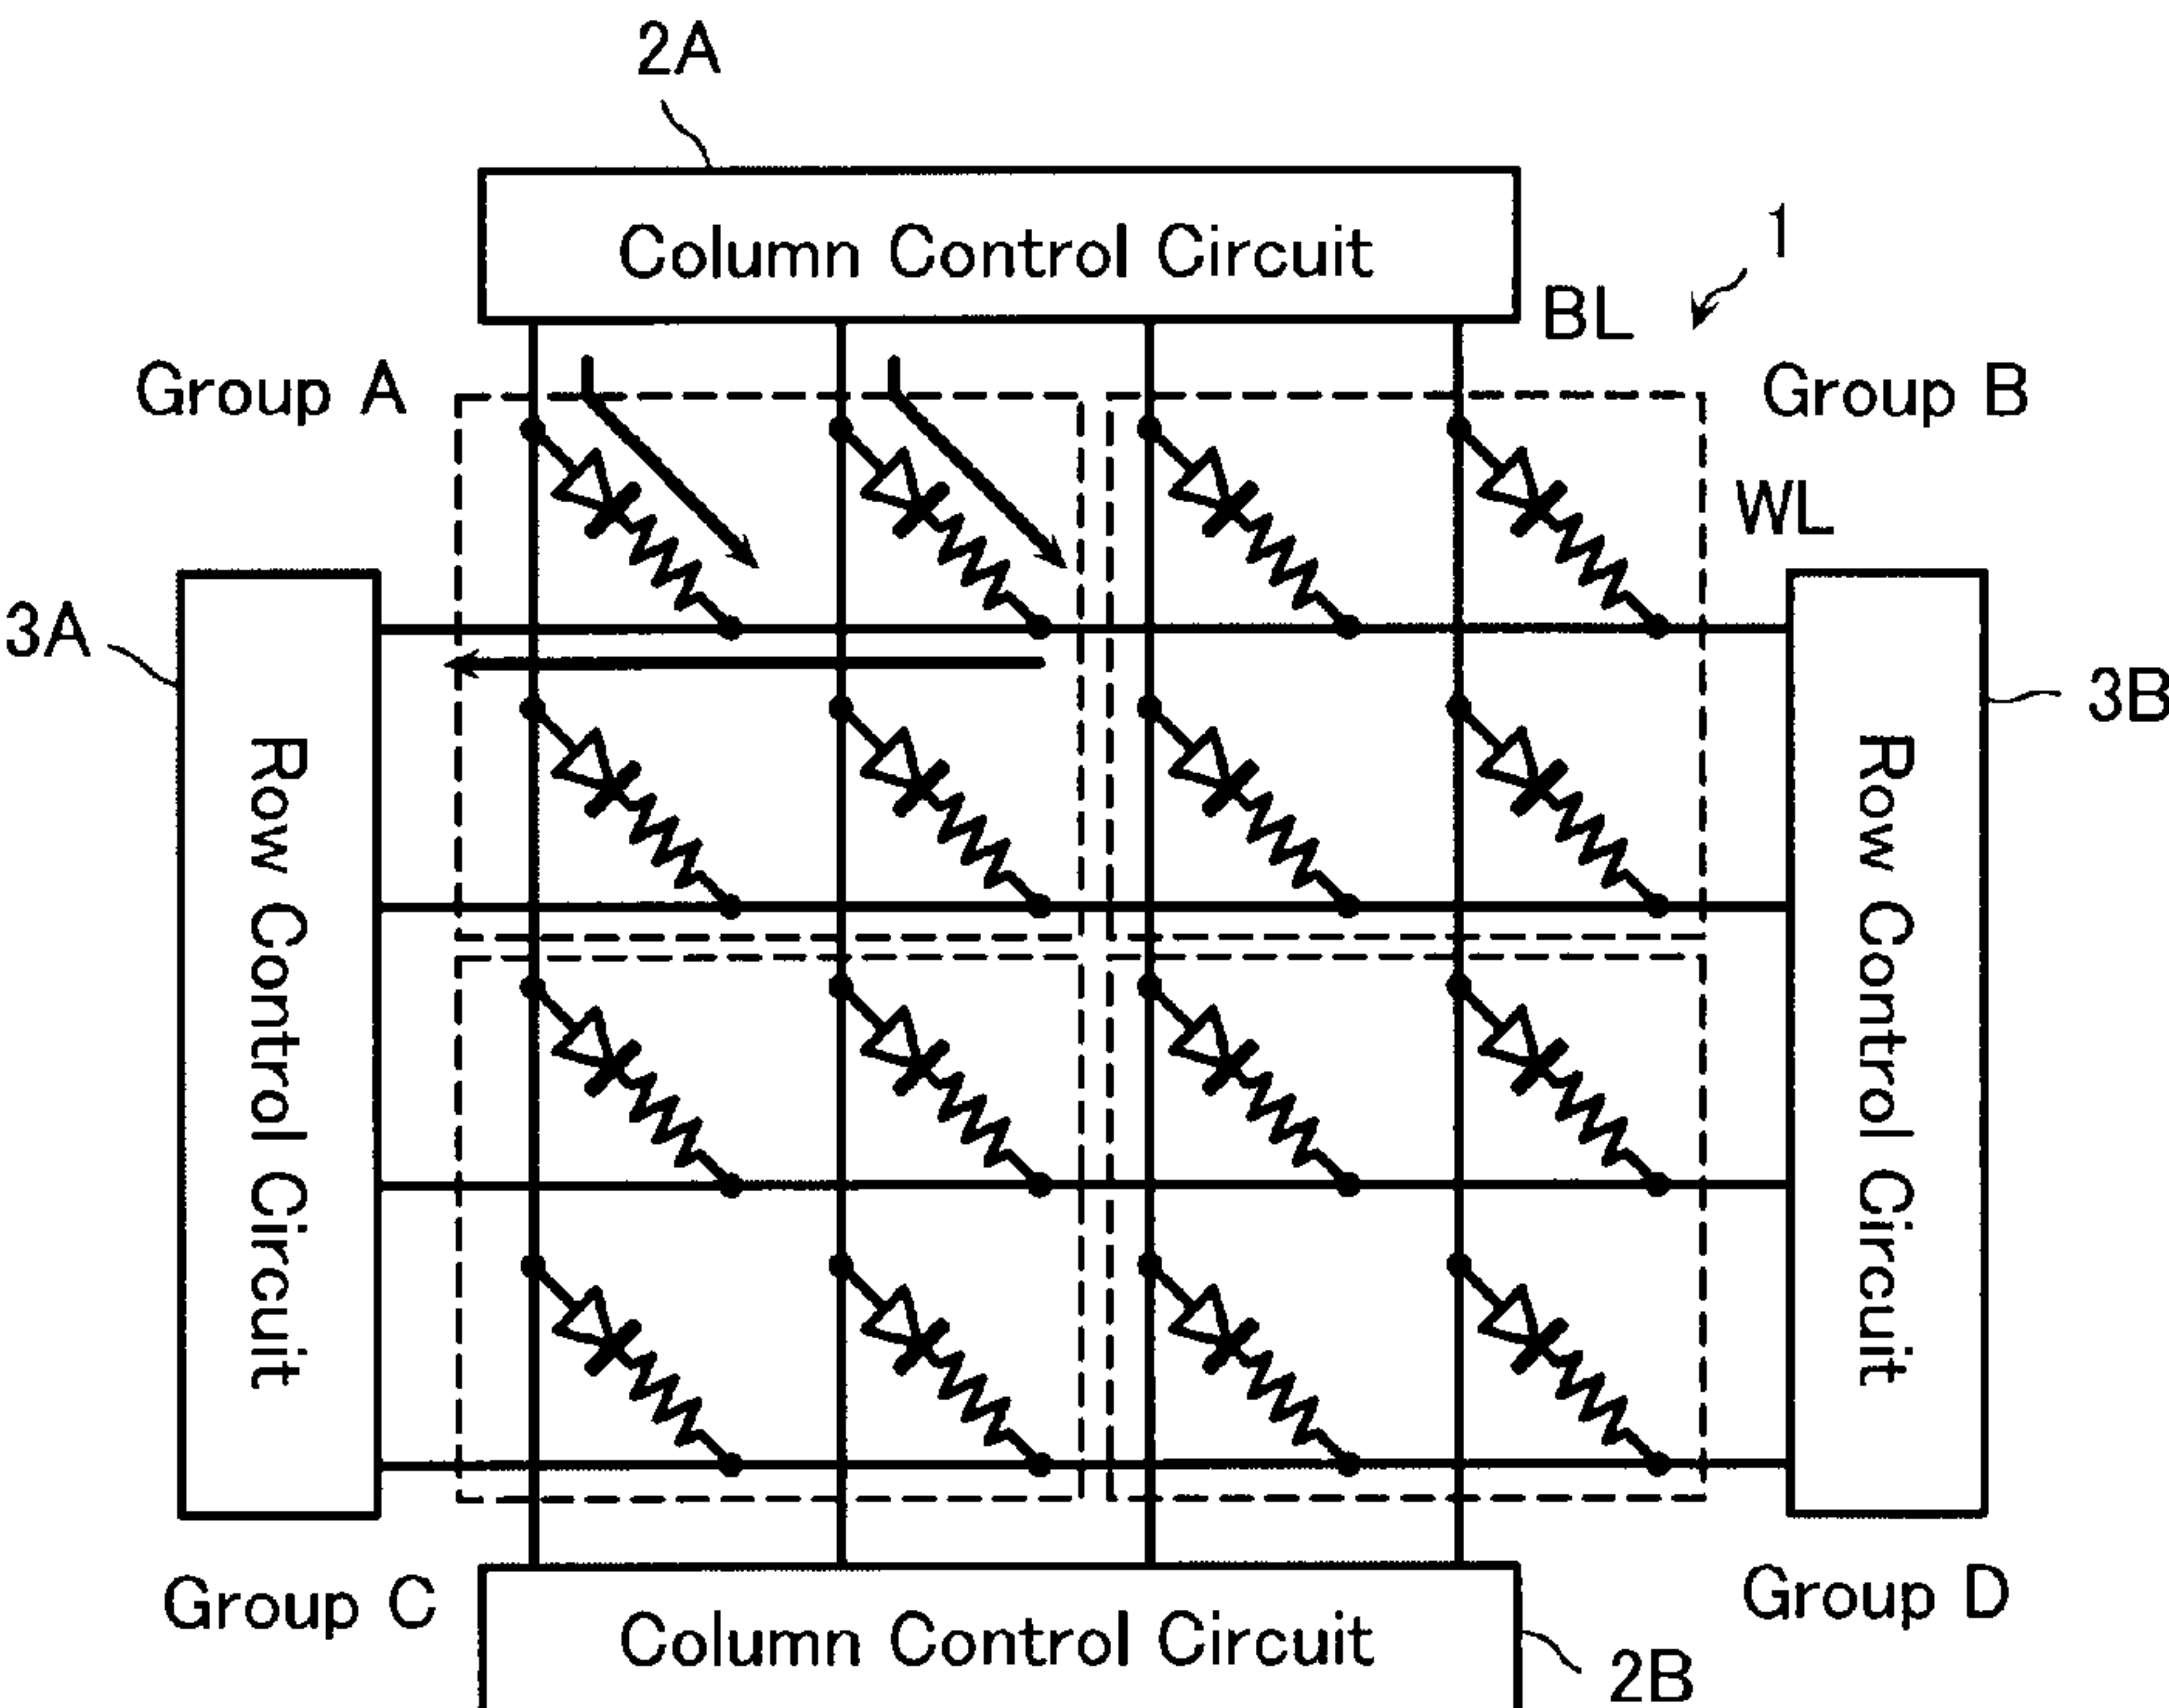 2A
Column Control Circuit
1
BL
Group A
Group B
WL
3A
3B
Row Control Circuit
Row Control Circuit
Group C
Group D
Column Control Circuit
2B